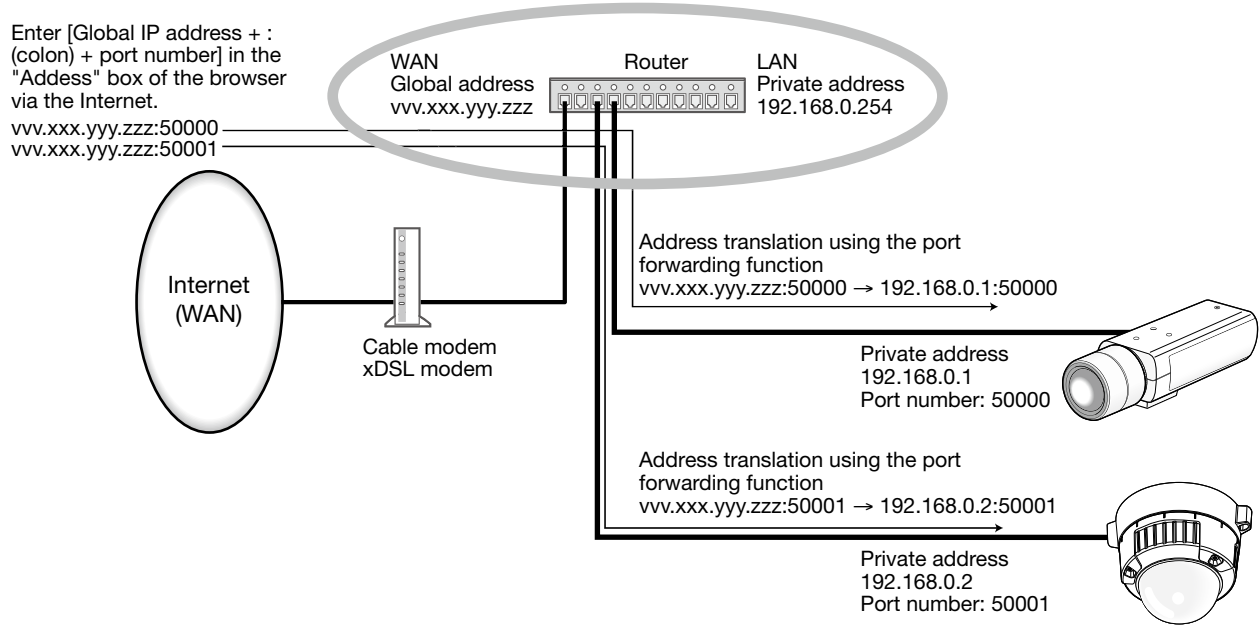 Enter [Global IP address + :
(colon) + port number] in the
"Addess" box of the browser
via the Internet.
vvv.xxx.yyy.zzz:50000
vvv.xxx.yyy.zzz:50001
WAN
Global address
vvv.xxx.yyy.zzz
Router
LAN
Private address
192.168.0.254
Internet
(WAN)
Cable modem
xDSL modem
Address translation using the port
forwarding function
vvv.xxx.yyy.zzz:50000 → 192.168.0.1:50000
Private address
192.168.0.1
Port number: 50000
Address translation using the port
forwarding function
vvv.xxx.yyy.zzz:50001 → 192.168.0.2:50001
Private address
192.168.0.2
Port number: 50001